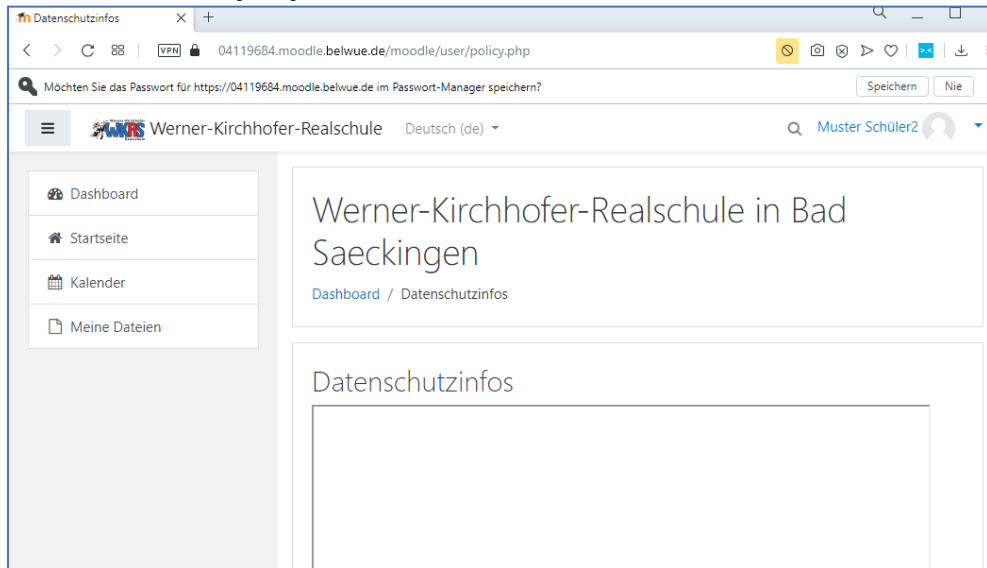 Datenschutzinfos
VPN 04119684.moodle.belwue.de/moodle/user/policy.php
Möchten Sie das Passwort für https://04119684.moodle.belwue.de im Passwort-Manager speichern? Speichern Nie
WKRS Werner-Kirchhofer-Realschule Deutsch (de) Muster Schüler2
Dashboard
Startseite
Kalender
Meine Dateien
Werner-Kirchhofer-Realschule in Bad
Saeckingen
Dashboard / Datenschutzinfos
Datenschutzinfos